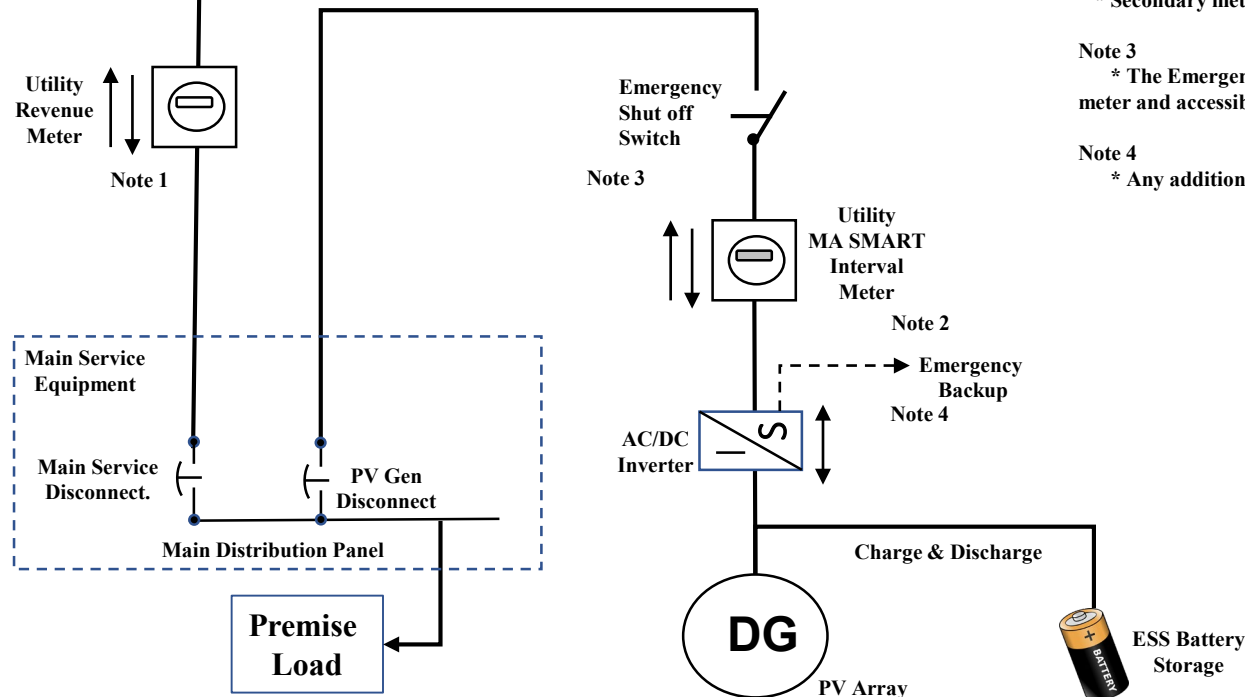 * Secondary met
Note 3
* The Emergen
meter and accessib
Note 4
* Any addition
Utility
Revenue
Meter
Note 1
Emergency
Shut off
Switch
Note 3
Utility
MA SMART
Interval
Meter
Note 2
Emergency
Backup
Note 4
AC/DC
Inverter
Main Service
Equipment
Main Service
Disconnect.
PV Gen
Disconnect
Main Distribution Panel
Premise
Load
Charge & Discharge
DG
PV Array
+
BATTERY
ESS Battery
Storage